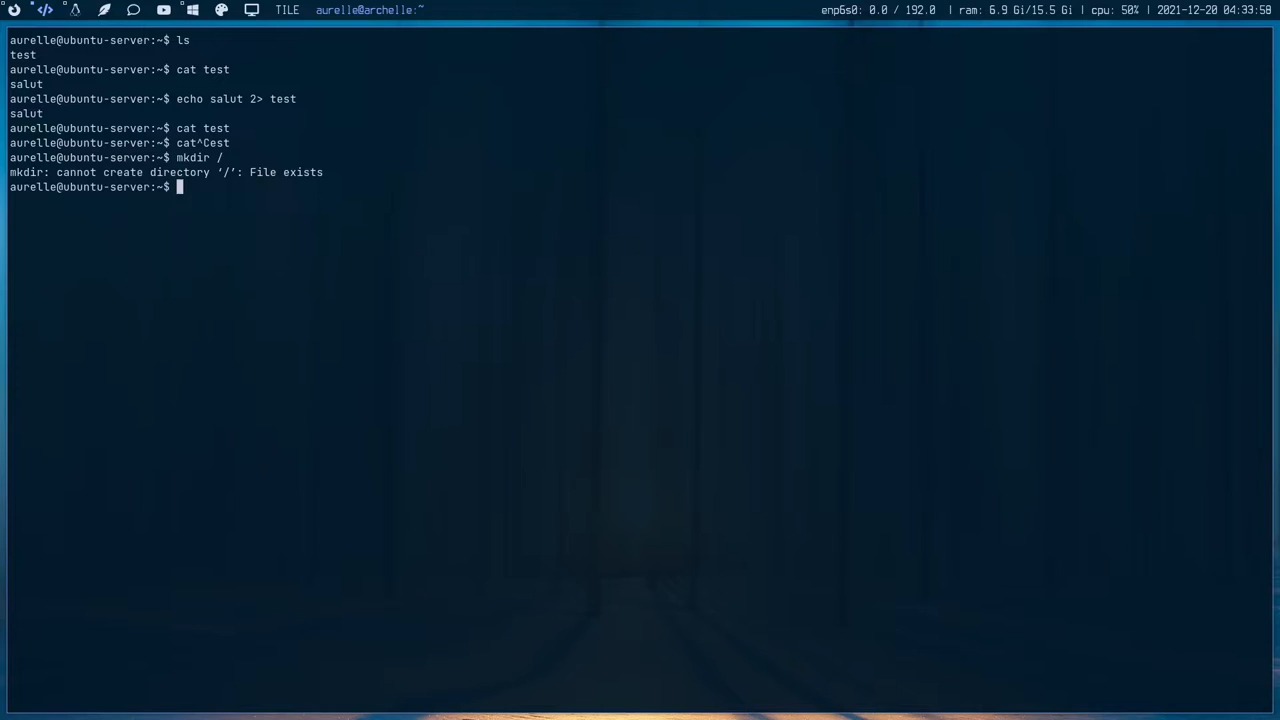 TILE aurelle@archelle:~ enp6s0: 0.0 / 192.0 | ram: 6.9 Gi/15.5 Gi | cpu: 50% | 2021-12-20 04:33:58
aurelle@ubuntu-server:~$ ls
test
aurelle@ubuntu-server:~$ cat test
salut
aurelle@ubuntu-server:~$ echo salut 2> test
salut
aurelle@ubuntu-server:~$ cat test
aurelle@ubuntu-server:~$ cat^Cest
aurelle@ubuntu-server:~$ mkdir /
mkdir: cannot create directory ‘/’: File exists
aurelle@ubuntu-server:~$